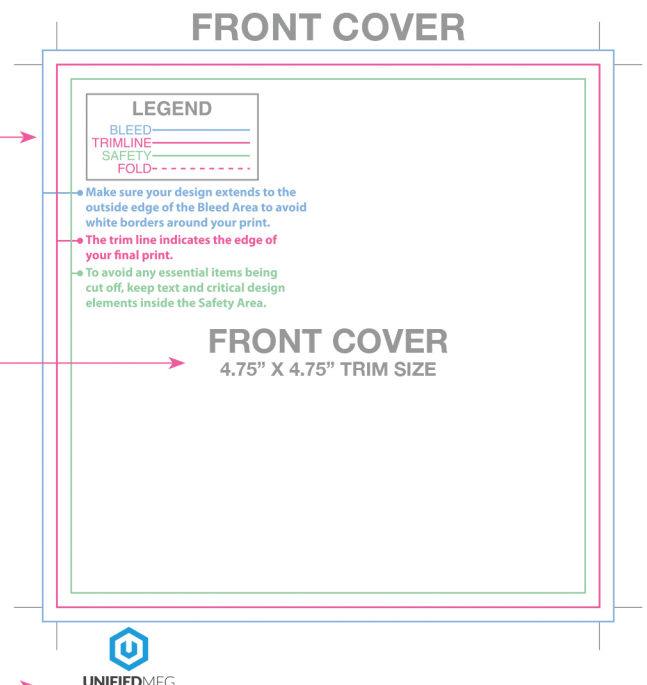 FRONT COVER
LEGEND
BLEED
TRIMLINE
SAFETY
FOLD
Make sure your design extends to the
outside edge of the Bleed Area to avoid
white borders around your print.
The trim line indicates the edge of
your final print.
To avoid any essential items being
cut off, keep text and critical design
elements inside the Safety Area.
FRONT COVER
4.75” X 4.75” TRIM SIZE
UNIFIEDMFG